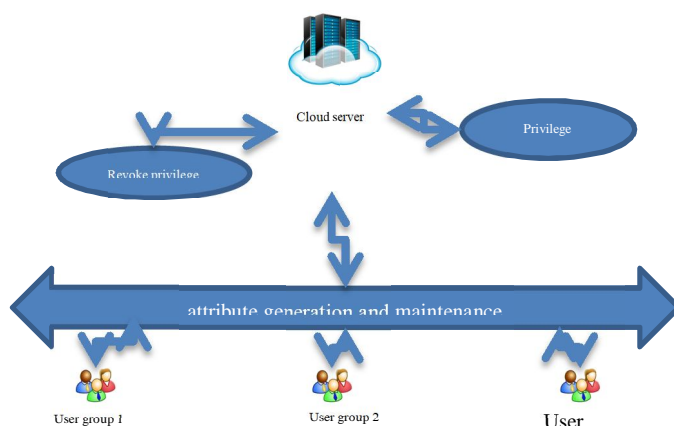 Cloud server
Privilege
Revoke privilege
attribute generation and maintenance
User group 1
User group 2
User